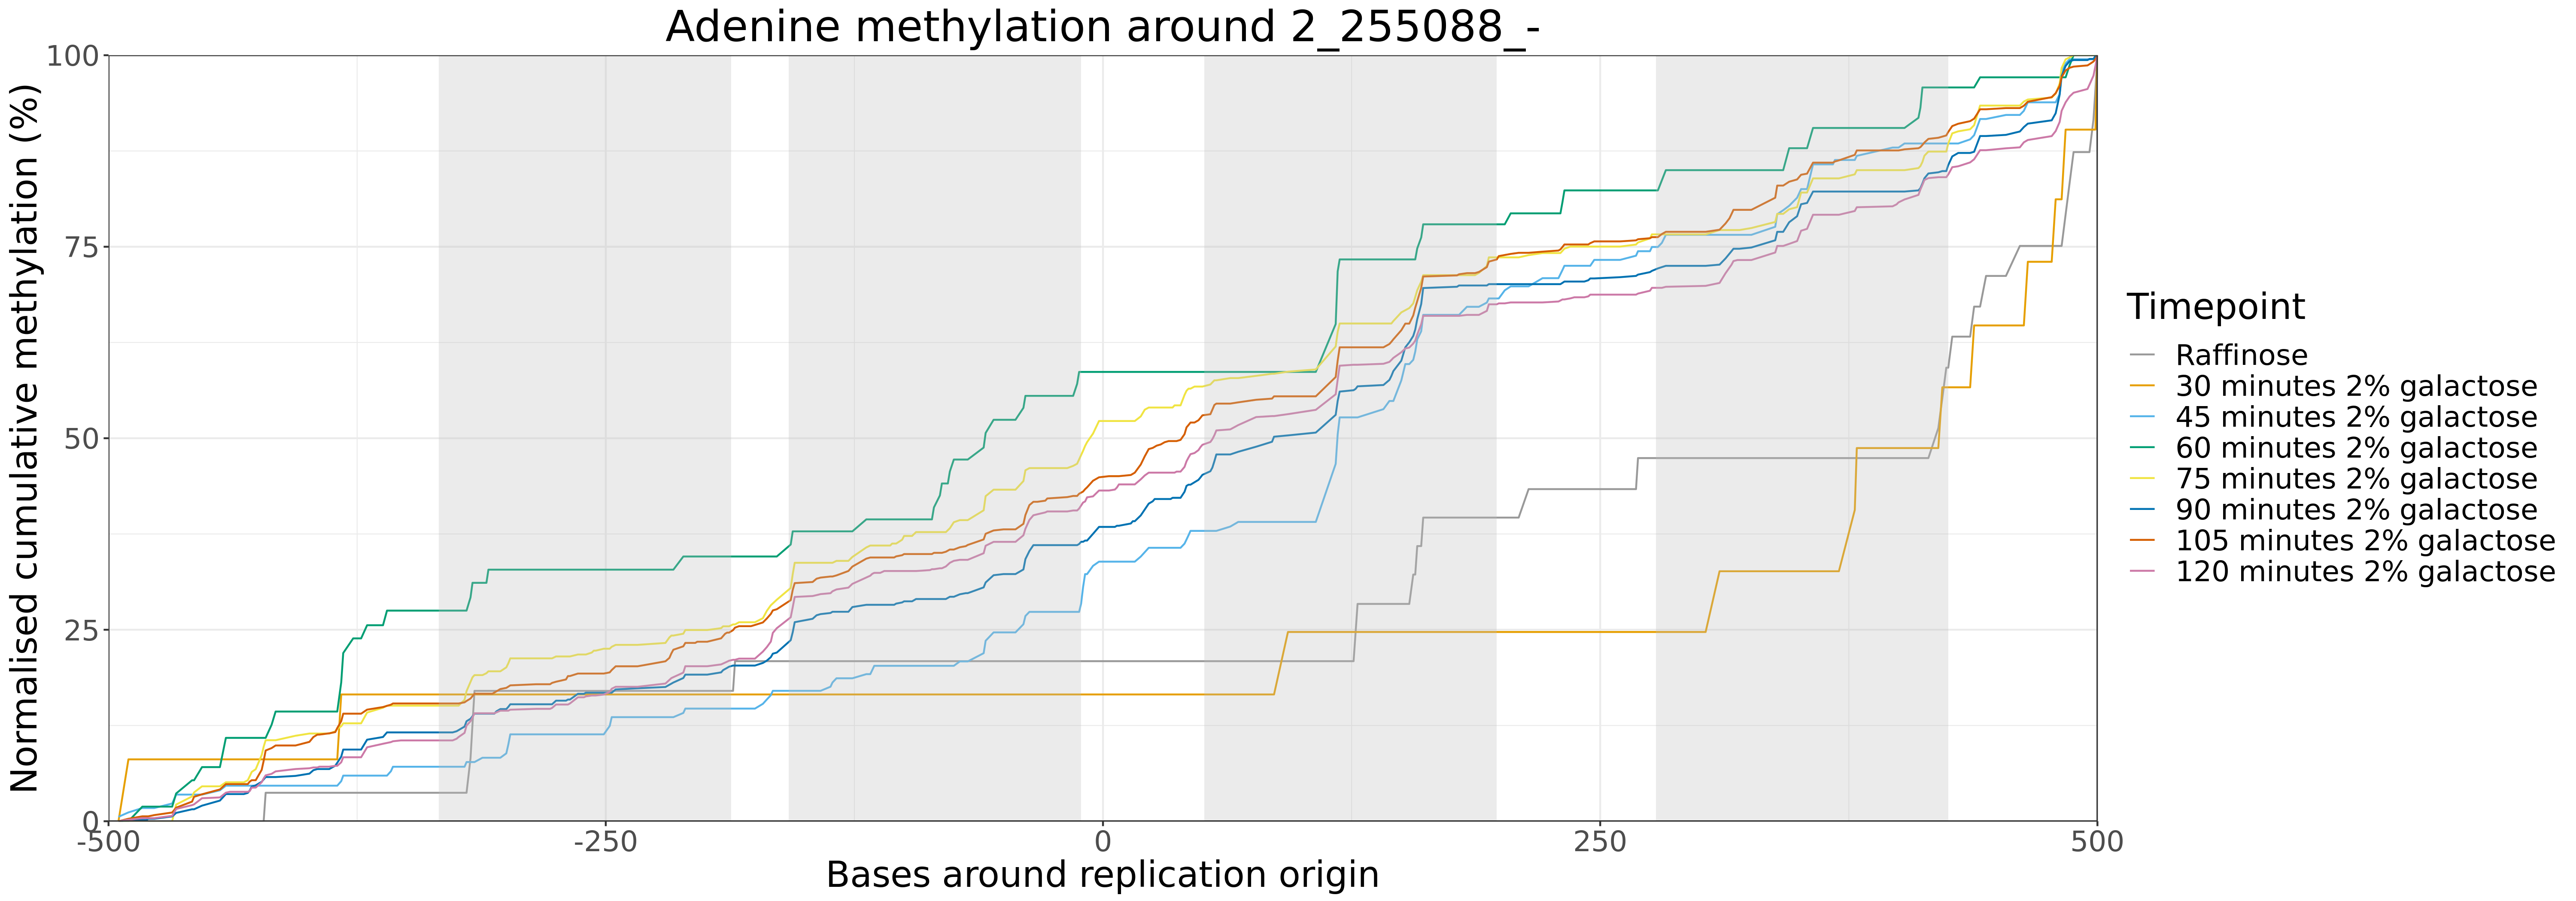 Adenine methylation around 2_255088_-
Normalised cumulative methylation (%)
100
75
50
25
0
-500
-250
0
250
500
Bases around replication origin
Timepoint
Raffinose
30 minutes 2% galactose
45 minutes 2% galactose
60 minutes 2% galactose
75 minutes 2% galactose
90 minutes 2% galactose
105 minutes 2% galactose
120 minutes 2% galactose